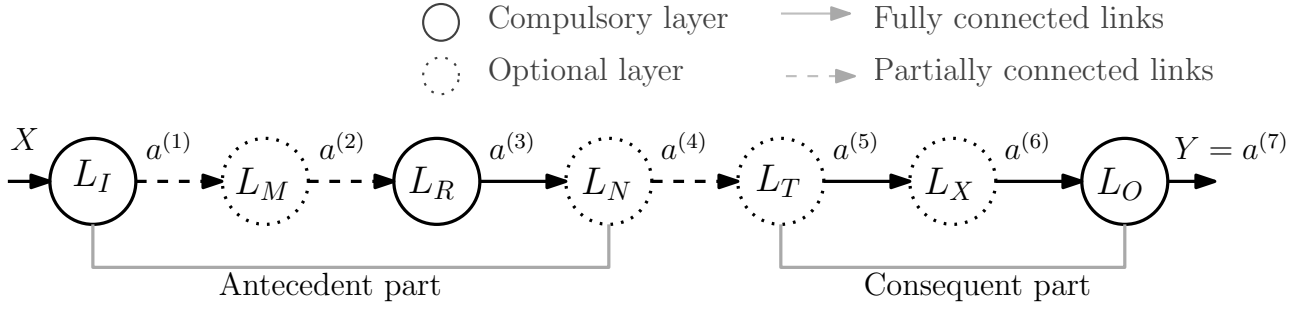 Compulsory layer
Fully connected links
Optional layer
Partially connected links
X
a^(1)
a^(2)
a^(3)
a^(4)
a^(5)
a^(6)
Y = a^(7)
L_I
L_M
L_R
L_N
L_T
L_X
L_O
Antecedent part
Consequent part